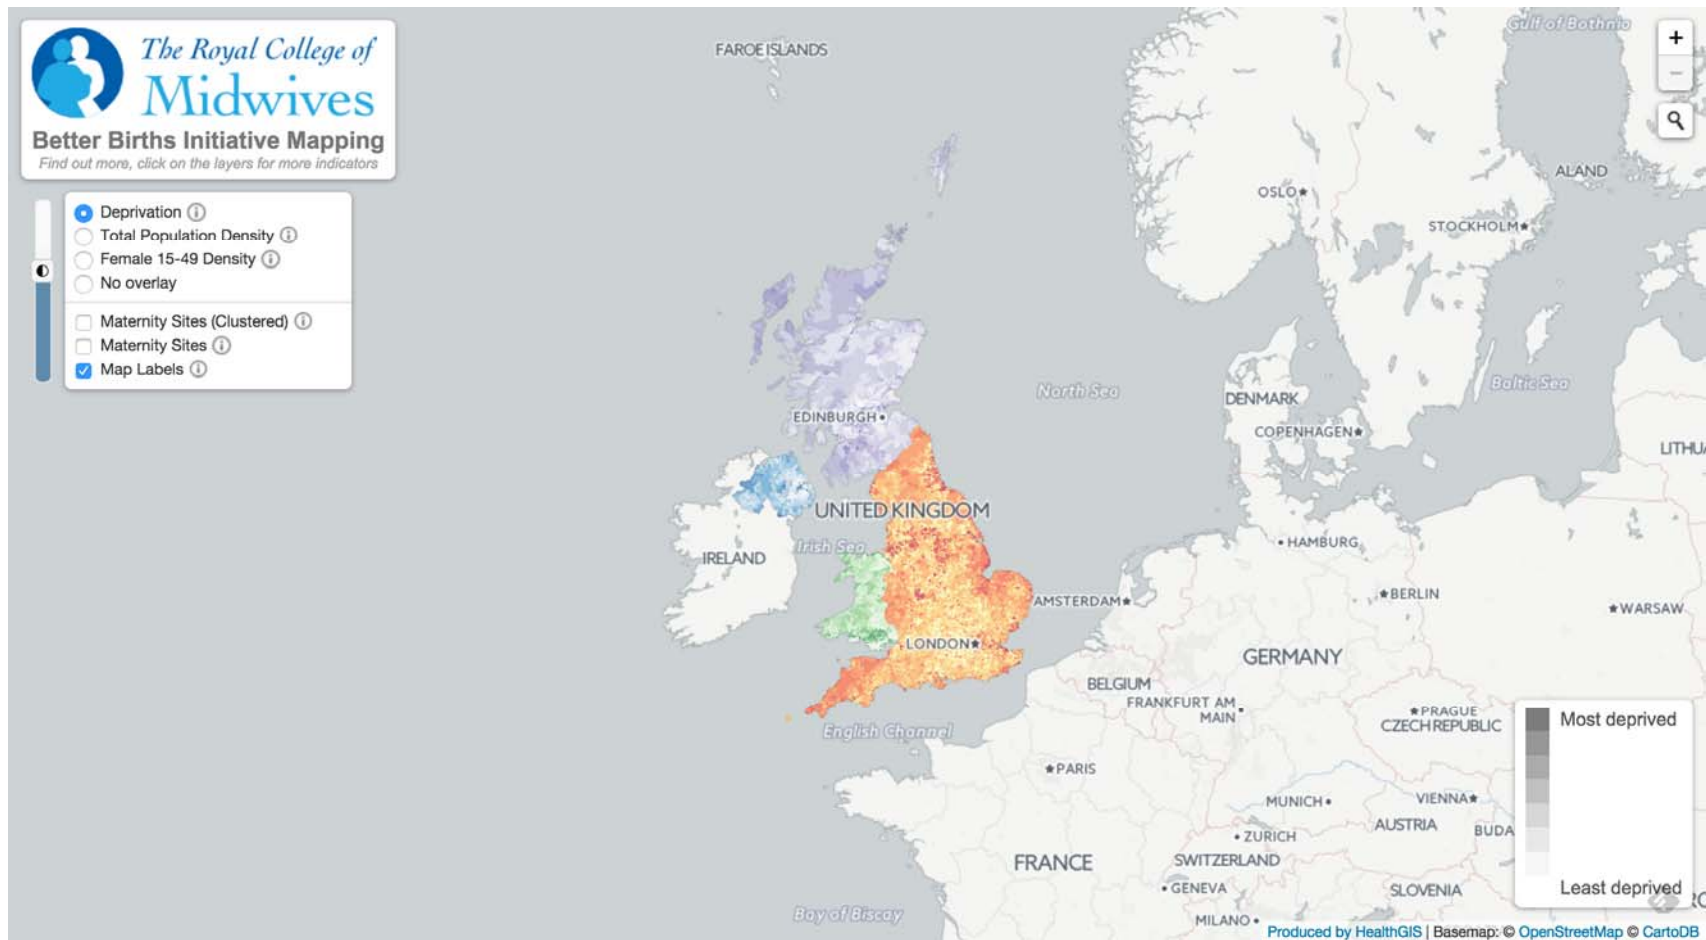 The Royal College of
Midwives
Better Births Initiative Mapping
Find out more, click on the layers for more indicators
Deprivation
Total Population Density
Female 15-49 Density
No overlay
Maternity Sites (Clustered)
Maternity Sites
Map Labels
+
−
Gulf of Bothnia
FAROE ISLANDS
ALAND
OSLO
STOCKHOLM
North Sea
Baltic Sea
DENMARK
EDINBURGH
COPENHAGEN
LITHU
UNITED KINGDOM
Irish Sea
IRELAND
HAMBURG
AMSTERDAM
BERLIN
WARSAW
LONDON
GERMANY
BELGIUM
FRANKFURT AM
MAIN
PRAGUE
CZECH REPUBLIC
English Channel
PARIS
MUNICH
VIENNA
AUSTRIA
BUDA
ZURICH
FRANCE
SWITZERLAND
GENEVA
SLOVENIA
Bay of Biscay
MILANO
Most deprived
Least deprived
Produced by HealthGIS | Basemap: © OpenStreetMap © CartoDB